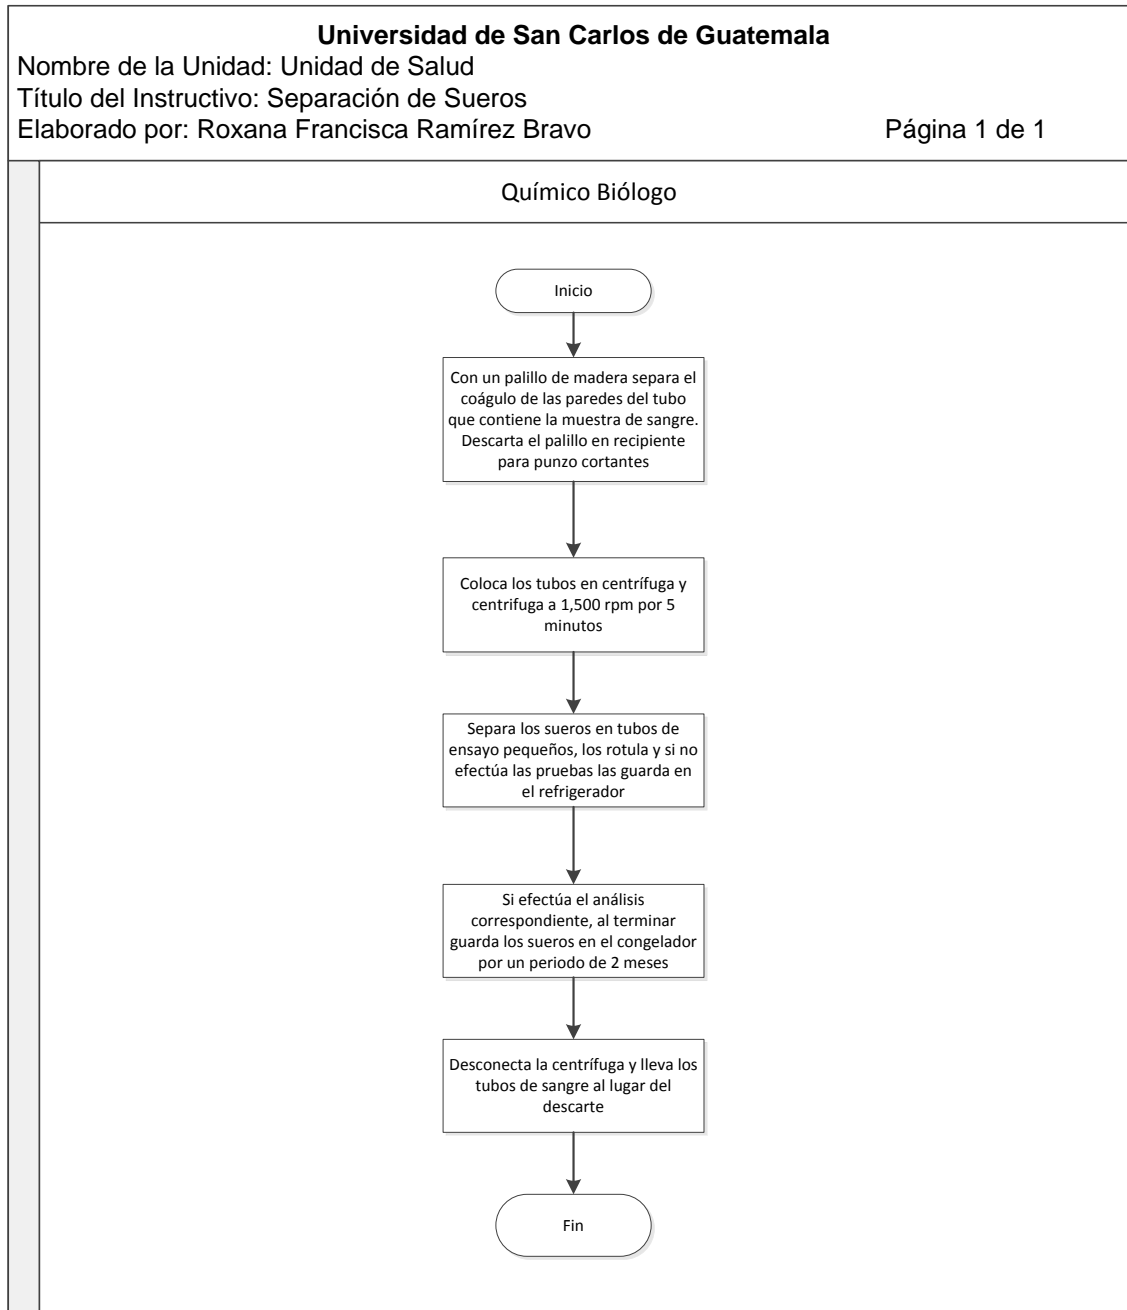 Universidad de San Carlos de Guatemala
Nombre de la Unidad: Unidad de Salud
Título del Instructivo: Separación de Sueros
Elaborado por: Roxana Francisca Ramírez Bravo Página 1 de 1
Químico Biólogo
Inicio
Con un palillo de madera separa el
coágulo de las paredes del tubo
que contiene la muestra de sangre.
Descarta el palillo en recipiente
para punzo cortantes
Coloca los tubos en centrífuga y
centrifuga a 1,500 rpm por 5
minutos
Separa los sueros en tubos de
ensayo pequeños, los rotula y si no
efectúa las pruebas las guarda en
el refrigerador
Si efectúa el análisis
correspondiente, al terminar
guarda los sueros en el congelador
por un periodo de 2 meses
Desconecta la centrífuga y lleva los
tubos de sangre al lugar del
descarte
Fin